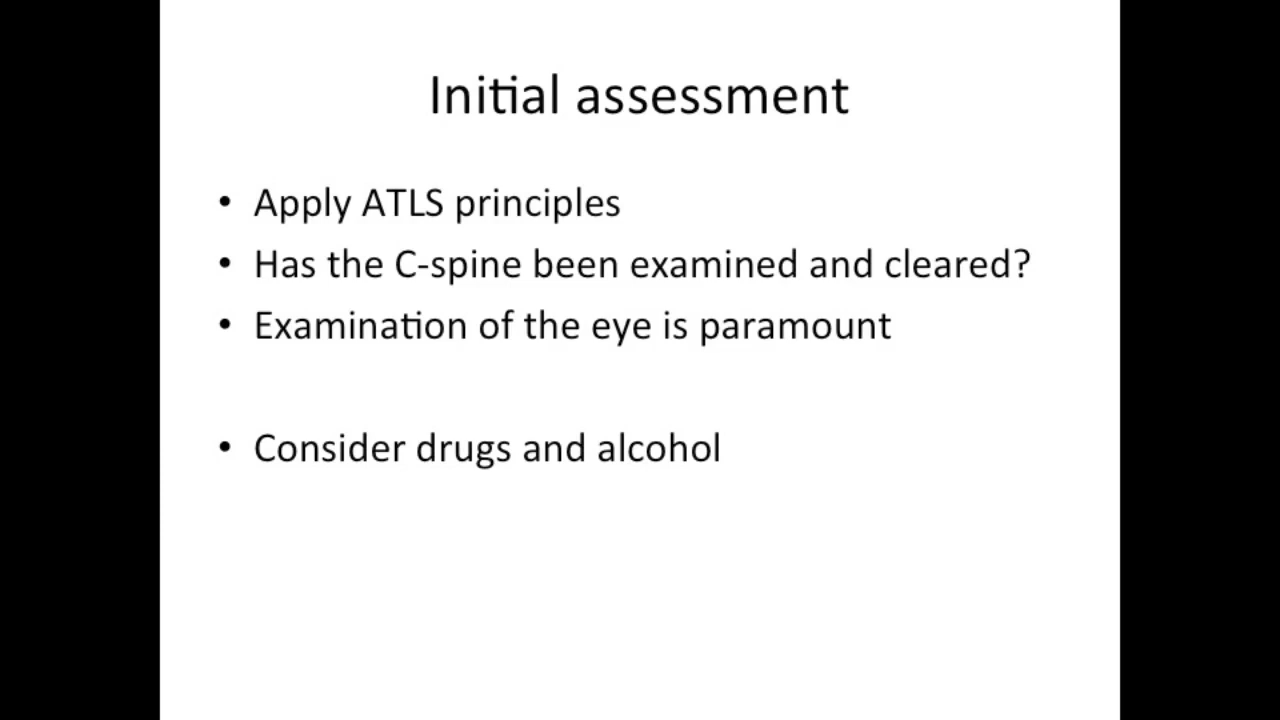 Initial assessment
• Apply ATLS principles
• Has the C-spine been examined and cleared?
• Examination of the eye is paramount
• Consider drugs and alcohol